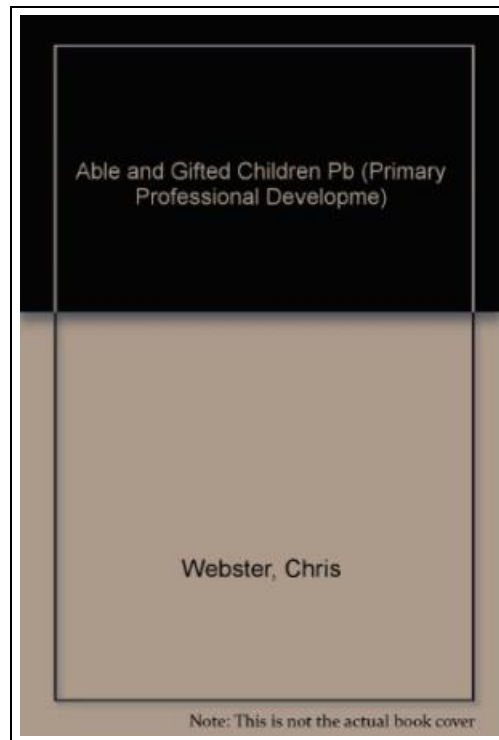 Able and Gifted Children Pb (Primary
Professional Developme)
Webster, Chris
Note: This is not the actual book cover